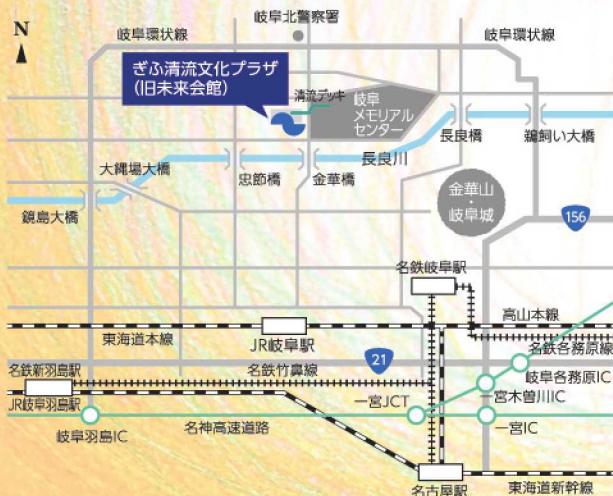 N
岐阜北警察署
岐阜環状線
岐阜環状線
ぎふ清流文化プラザ
(旧未来会館)
清流デッキ
岐阜
メモリアル
センター
長良橋
鵜飼い大橋
長良川
大縄場大橋
忠節橋
金華橋
鏡島大橋
金華山
・
岐阜城
156
名鉄岐阜駅
高山本線
東海道本線
JR岐阜駅
21
名鉄各務原線
名鉄新羽島駅
名鉄竹鼻線
岐阜各務原IC
JR岐阜羽島駅
一宮木曽川IC
一宮JCT
岐阜羽島IC
名神高速道路
一宮IC
名古屋駅
東海道新幹線